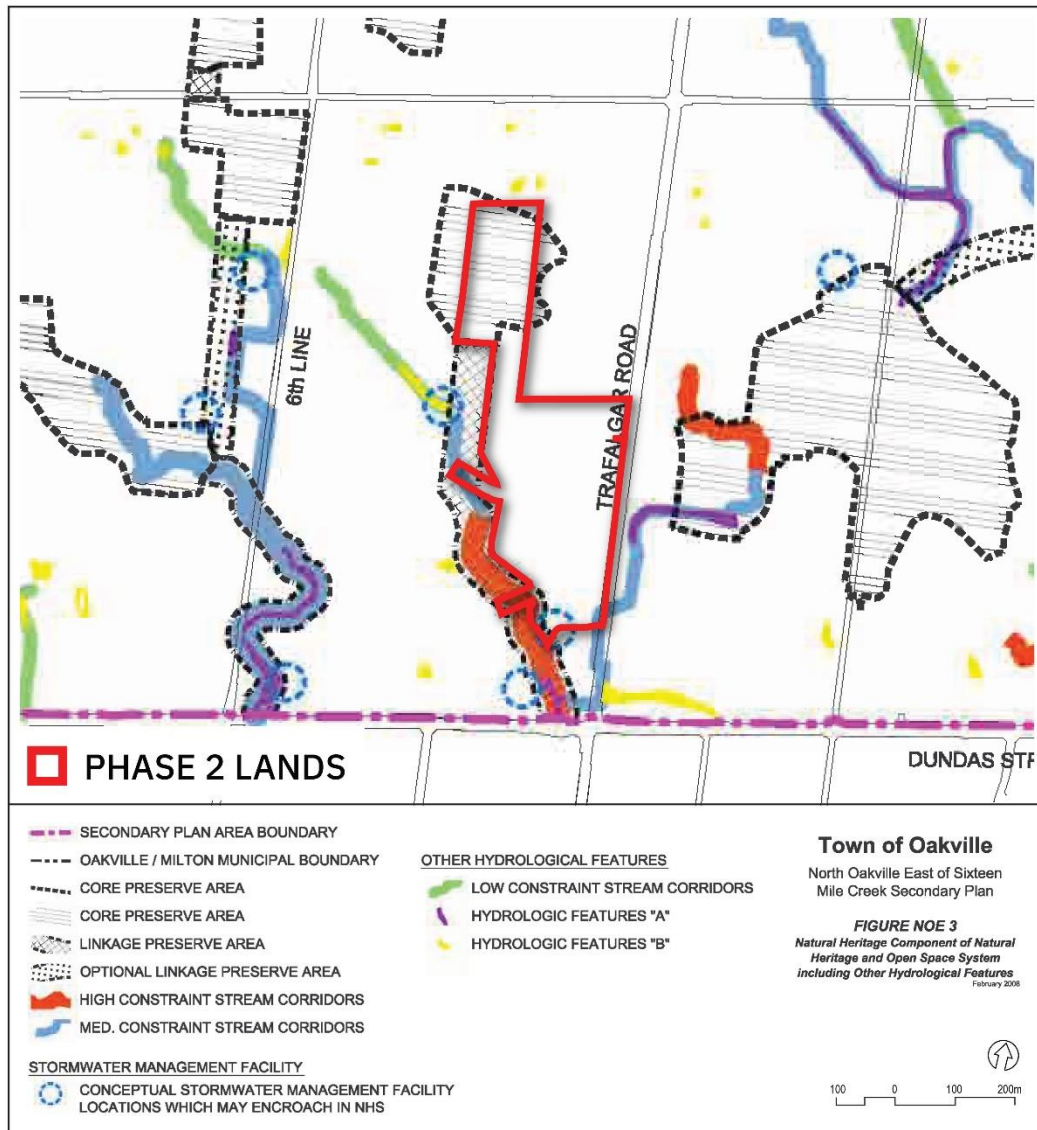 6th LINE
TRAFALGAR ROAD
DUNDAS STR
PHASE 2 LANDS
SECONDARY PLAN AREA BOUNDARY
OAKVILLE / MILTON MUNICIPAL BOUNDARY
CORE PRESERVE AREA
CORE PRESERVE AREA
LINKAGE PRESERVE AREA
OPTIONAL LINKAGE PRESERVE AREA
HIGH CONSTRAINT STREAM CORRIDORS
MED. CONSTRAINT STREAM CORRIDORS
STORMWATER MANAGEMENT FACILITY
CONCEPTUAL STORMWATER MANAGEMENT FACILITY
LOCATIONS WHICH MAY ENCROACH IN NHS
OTHER HYDROLOGICAL FEATURES
LOW CONSTRAINT STREAM CORRIDORS
HYDROLOGIC FEATURES "A"
HYDROLOGIC FEATURES "B"
Town of Oakville
North Oakville East of Sixteen
Mile Creek Secondary Plan
FIGURE NOE 3
Natural Heritage Component of Natural
Heritage and Open Space System
including Other Hydrological Features
February 2008
100 0 100 200m